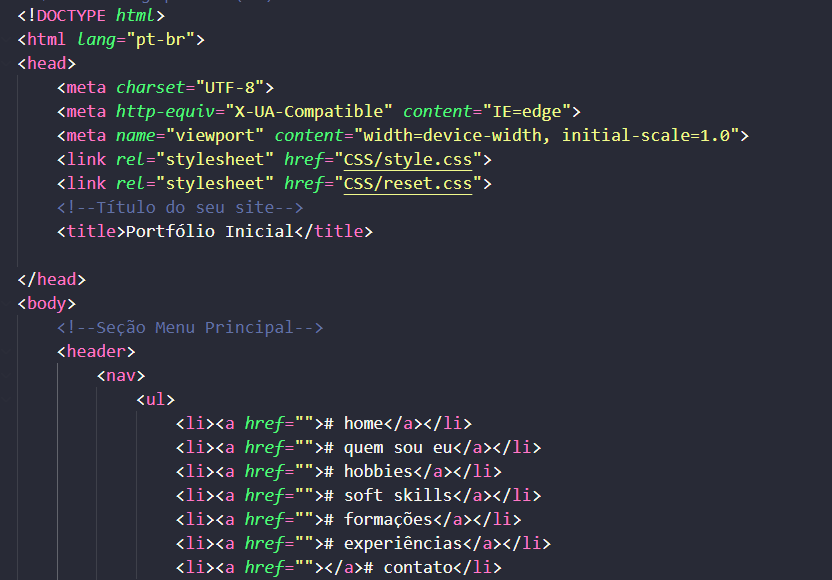 <!DOCTYPE html>
<html lang="pt-br">
<head>
    <meta charset="UTF-8">
    <meta http-equiv="X-UA-Compatible" content="IE=edge">
    <meta name="viewport" content="width=device-width, initial-scale=1.0">
    <link rel="stylesheet" href="CSS/style.css">
    <link rel="stylesheet" href="CSS/reset.css">
    <!--Título do seu site-->
    <title>Portfólio Inicial</title>
</head>
<body>
    <!--Seção Menu Principal-->
    <header>
        <nav>
            <ul>
                <li><a href=""># home</a></li>
                <li><a href=""># quem sou eu</a></li>
                <li><a href=""># hobbies</a></li>
                <li><a href=""># soft skills</a></li>
                <li><a href=""># formações</a></li>
                <li><a href=""># experiências</a></li>
                <li><a href=""></a># contato</li>